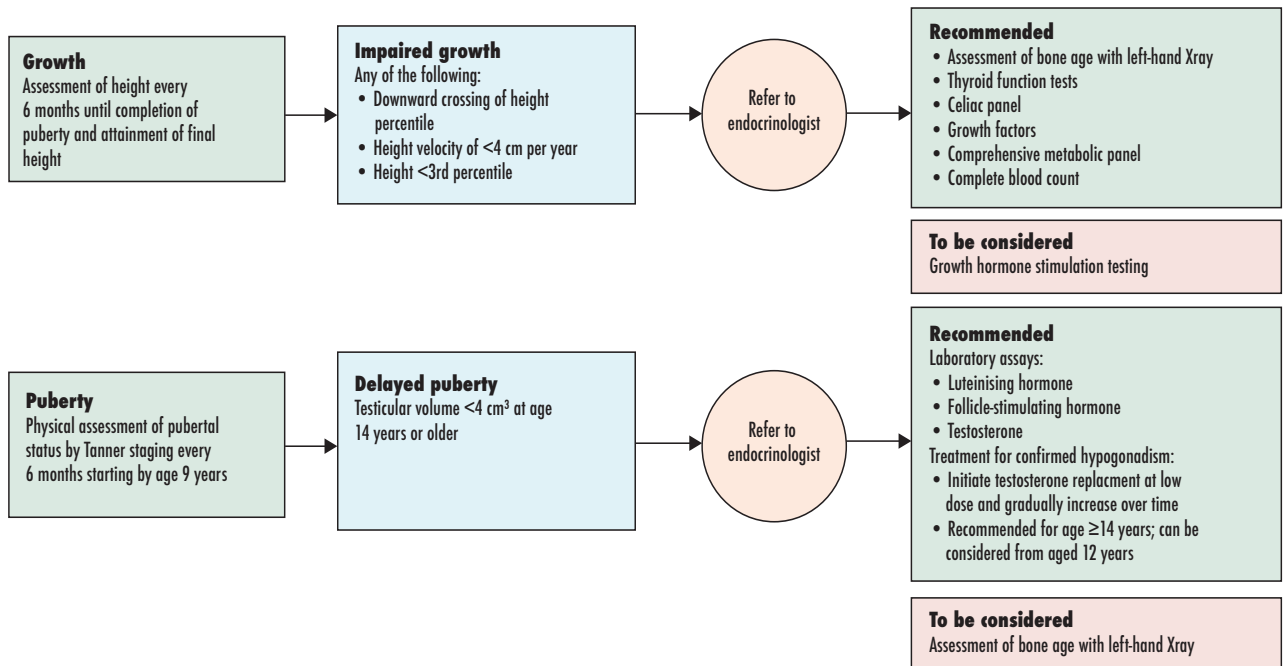 Growth
Assessment of height every
6 months until completion of
puberty and attainment of final
height
Impaired growth
Any of the following:
• Downward crossing of height
percentile
• Height velocity of <4 cm per year
• Height <3rd percentile
Refer to
endocrinologist
Recommended
• Assessment of bone age with left-hand Xray
• Thyroid function tests
• Celiac panel
• Growth factors
• Comprehensive metabolic panel
• Complete blood count
To be considered
Growth hormone stimulation testing
Puberty
Physical assessment of pubertal
status by Tanner staging every
6 months starting by age 9 years
Delayed puberty
Testicular volume <4 cm³ at age
14 years or older
Refer to
endocrinologist
Recommended
Laboratory assays:
• Luteinising hormone
• Follicle-stimulating hormone
• Testosterone
Treatment for confirmed hypogonadism:
• Initiate testosterone replacment at low
dose and gradually increase over time
• Recommended for age ≥14 years; can be
considered from aged 12 years
To be considered
Assessment of bone age with left-hand Xray